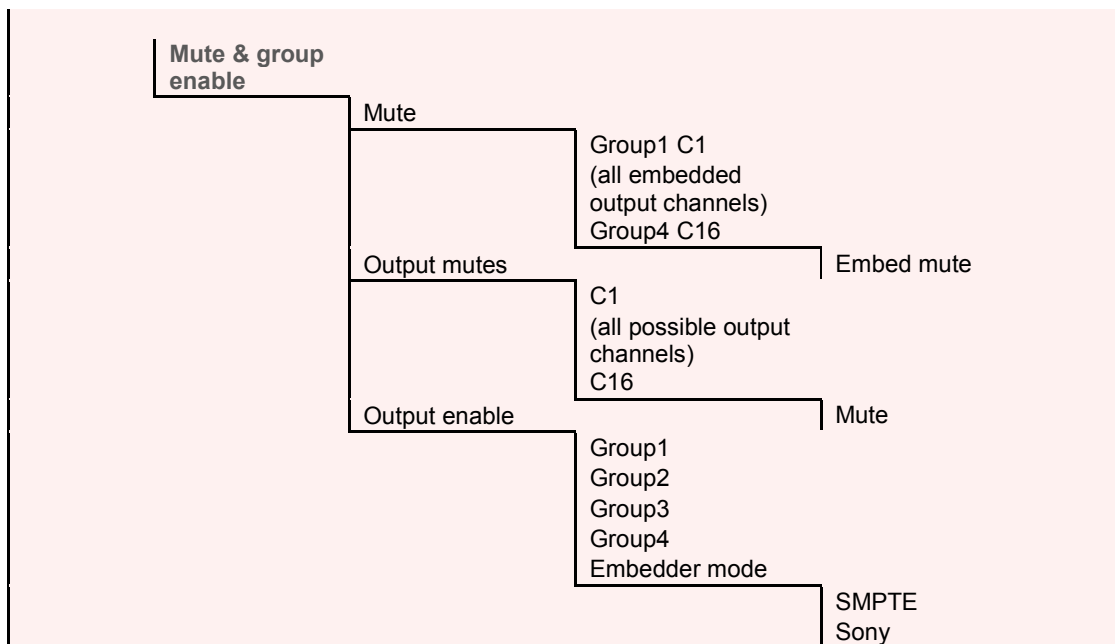 Mute & group
enable
Mute
Group1 C1
(all embedded
output channels)
Group4 C16
Embed mute
Output mutes
C1
(all possible output
channels)
C16
Mute
Output enable
Group1
Group2
Group3
Group4
Embedder mode
SMPTE
Sony